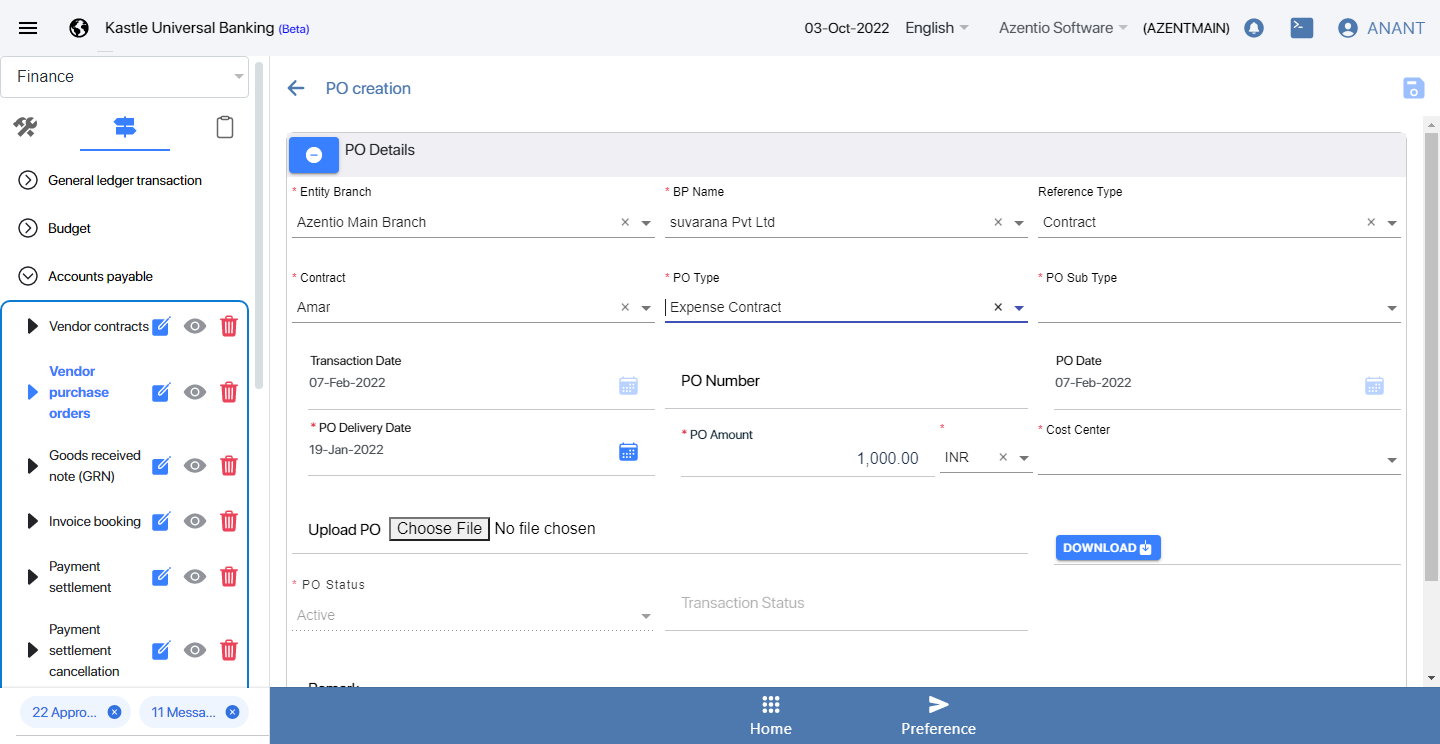 Kastle Universal Banking (Beta)
03-Oct-2022 English Azentio Software (AZENTMAIN) ANANT
Finance
General ledger transaction
Budget
Accounts payable
Vendor contracts
Vendor
purchase
orders
Goods received
note (GRN)
Invoice booking
Payment
settlement
Payment
settlement
cancellation
22 Appro...
11 Messa...
PO creation
PO Details
* Entity Branch
Azentio Main Branch ×
* BP Name
suvarana Pvt Ltd ×
Reference Type
Contract ×
* Contract
Amar ×
* PO Type
Expense Contract ×
* PO Sub Type
Transaction Date
07-Feb-2022
PO Number
PO Date
07-Feb-2022
* PO Delivery Date
19-Jan-2022
* PO Amount
1,000.00
*
INR ×
* Cost Center
Upload PO Choose File No file chosen
DOWNLOAD
* PO Status
Active
Transaction Status
Remark
Home
Preference